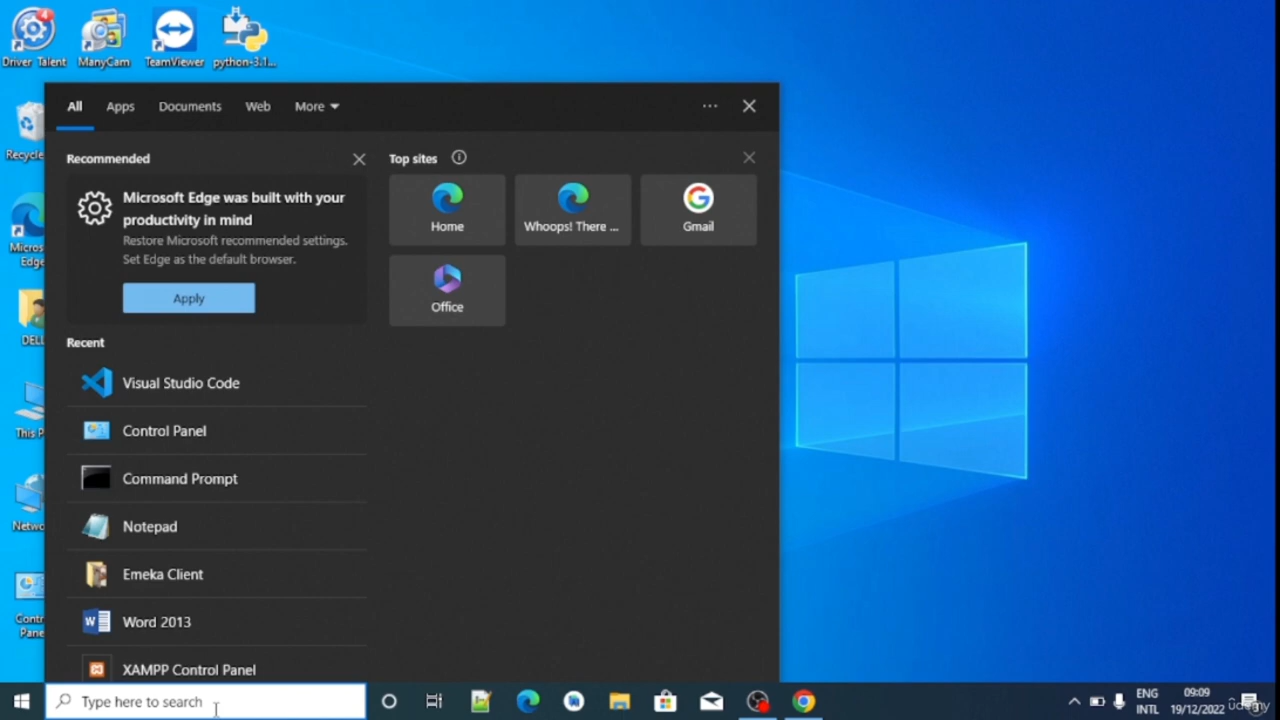 Driver Talent
ManyCam
TeamViewer
python-3.1...
Recycle
Micros
Edge
DELL
This P
Netwo
Contr
Pane
All
Apps
Documents
Web
More
Recommended
Microsoft Edge was built with your
productivity in mind
Restore Microsoft recommended settings.
Set Edge as the default browser.
Apply
Recent
Visual Studio Code
Control Panel
Command Prompt
Notepad
Emeka Client
Word 2013
XAMPP Control Panel
Top sites
Home
Whoops! There ...
Gmail
Office
Type here to search
ENG
INTL
09:09
19/12/2022
udemy